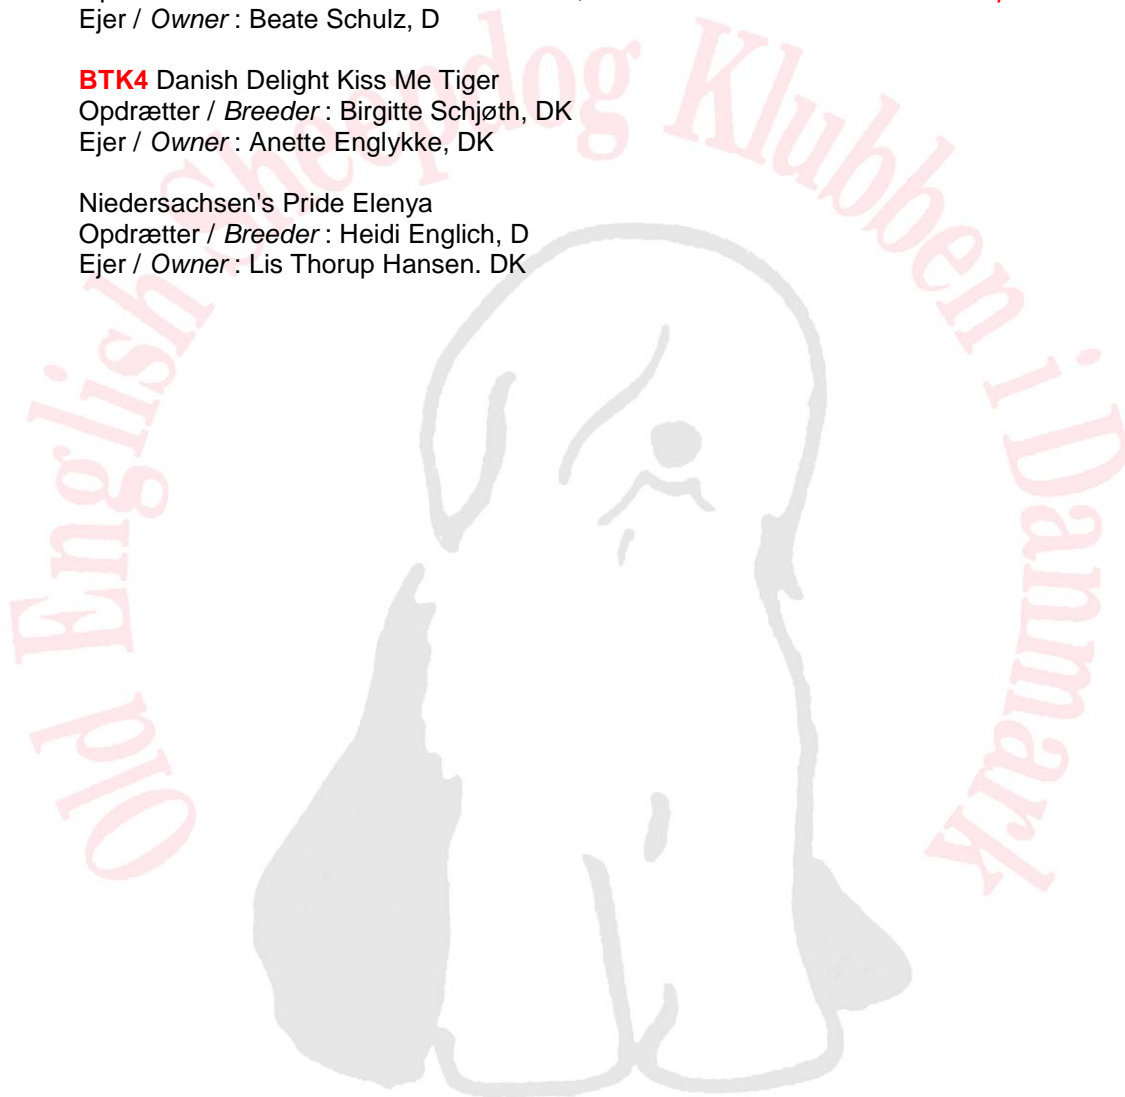 Ejer / Owner : Beate Schulz, D
BTK4 Danish Delight Kiss Me Tiger
Opdrætter / Breeder : Birgitte Schjøth, DK
Ejer / Owner : Anette Englykke, DK
Niedersachsen's Pride Elenya
Opdrætter / Breeder : Heidi Englich, D
Ejer / Owner : Lis Thorup Hansen. DK
Old English Sheepdog Klubben i Danmark